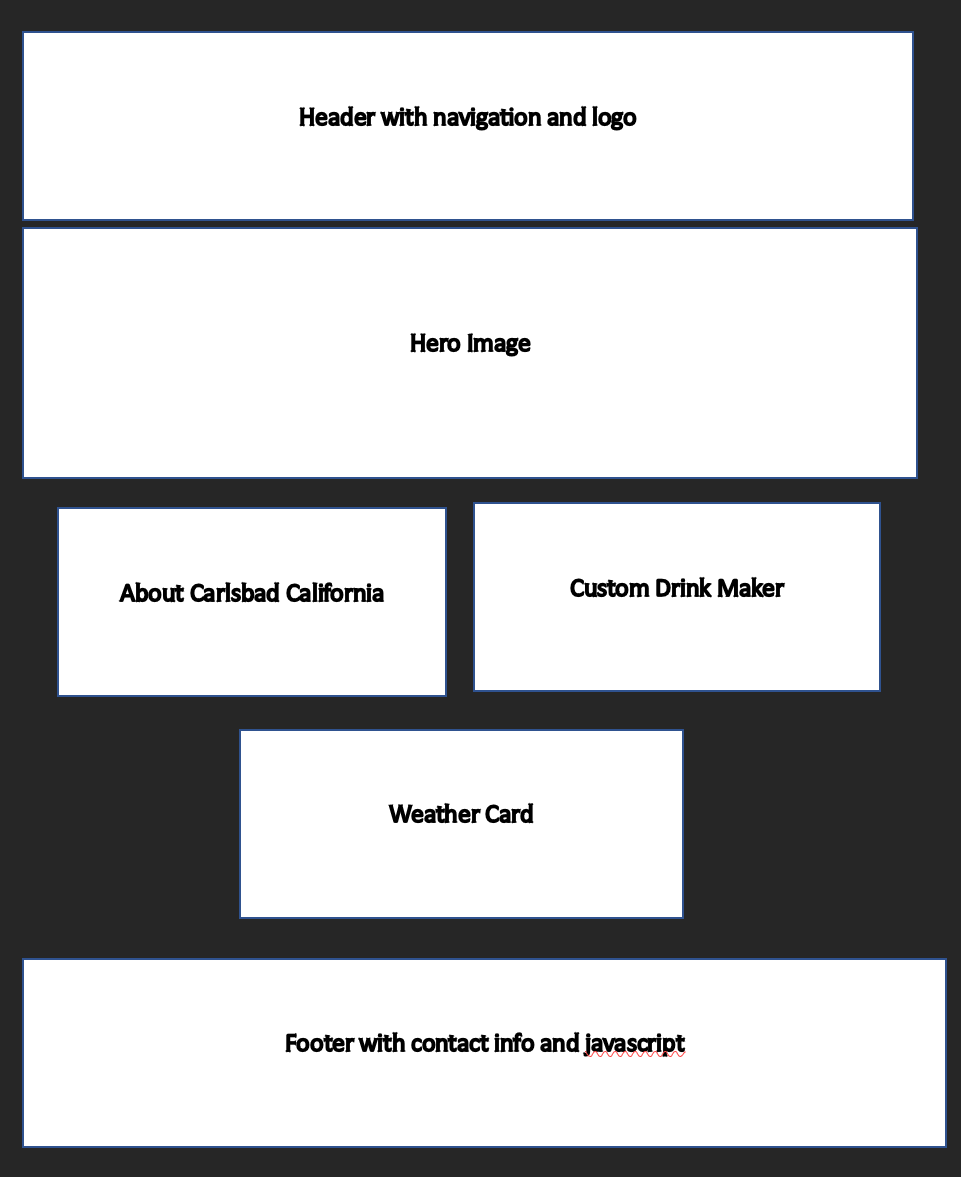 Header with navigation and logo
Hero Image
About Carlsbad California
Custom Drink Maker
Weather Card
Footer with contact info and javascript